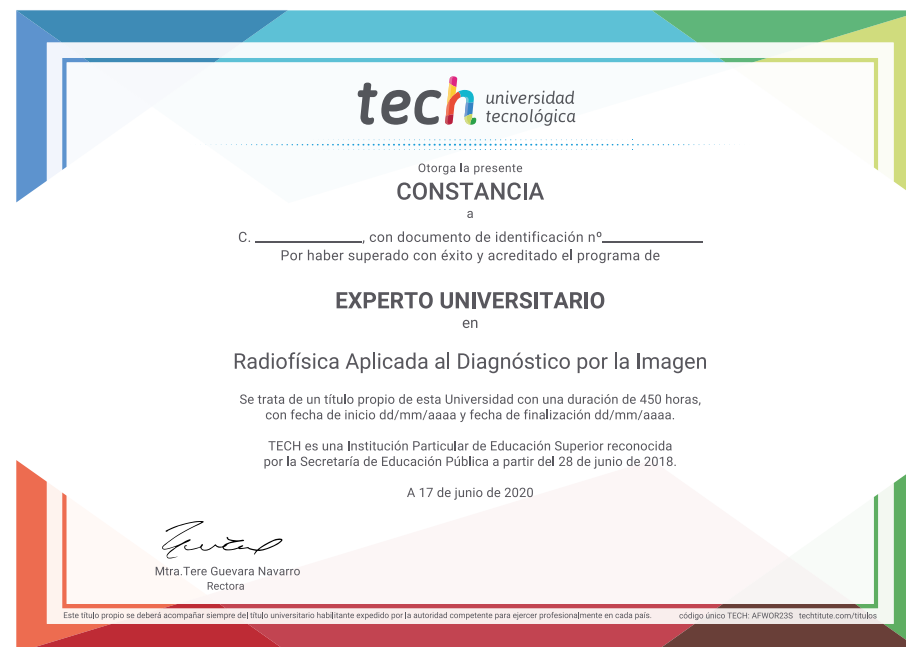 tech universidad
tecnológica
Otorga la presente
CONSTANCIA
a
C. ______________, con documento de identificación nº_____________
Por haber superado con éxito y acreditado el programa de
EXPERTO UNIVERSITARIO
en
Radiofísica Aplicada al Diagnóstico por la Imagen
Se trata de un título propio de esta Universidad con una duración de 450 horas,
con fecha de inicio dd/mm/aaaa y fecha de finalización dd/mm/aaaa.
TECH es una Institución Particular de Educación Superior reconocida
por la Secretaría de Educación Pública a partir del 28 de junio de 2018.
A 17 de junio de 2020
Mtra.Tere Guevara Navarro
Rectora
Este título propio se deberá acompañar siempre del título universitario habilitante expedido por la autoridad competente para ejercer profesionalmente en cada país. código único TECH: AFWOR23S techtitute.com/títulos